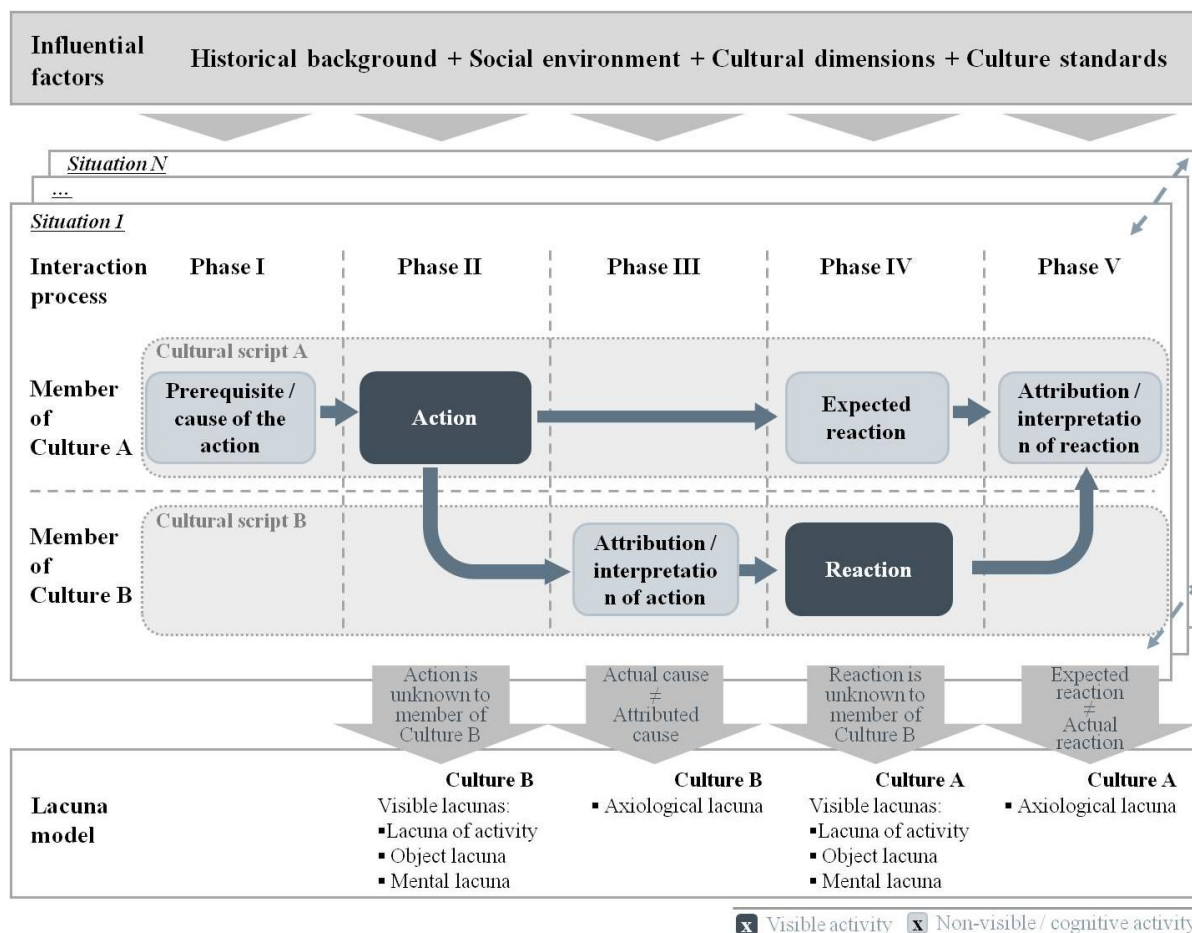 Influential
factors
Historical background + Social environment + Cultural dimensions + Culture standards
Situation N
...
Situation 1
Interaction
process
Phase I
Phase II
Phase III
Phase IV
Phase V
Cultural script A
Member
of
Culture A
Prerequisite /
cause of the
action
Action
Expected
reaction
Attribution /
interpretatio
n of reaction
Cultural script B
Member
of
Culture B
Attribution /
interpretatio
n of action
Reaction
Action is
unknown to
member of
Culture B
Actual cause
≠
Attributed
cause
Reaction is
unknown to
member of
Culture B
Expected
reaction
≠
Actual
reaction
Lacuna
model
Culture B
Visible lacunas:
▪Lacuna of activity
▪ Object lacuna
▪ Mental lacuna
Culture B
▪ Axiological lacuna
Culture A
Visible lacunas:
▪Lacuna of activity
▪ Object lacuna
▪ Mental lacuna
Culture A
▪ Axiological lacuna
x Visible activity x Non-visible / cognitive activity